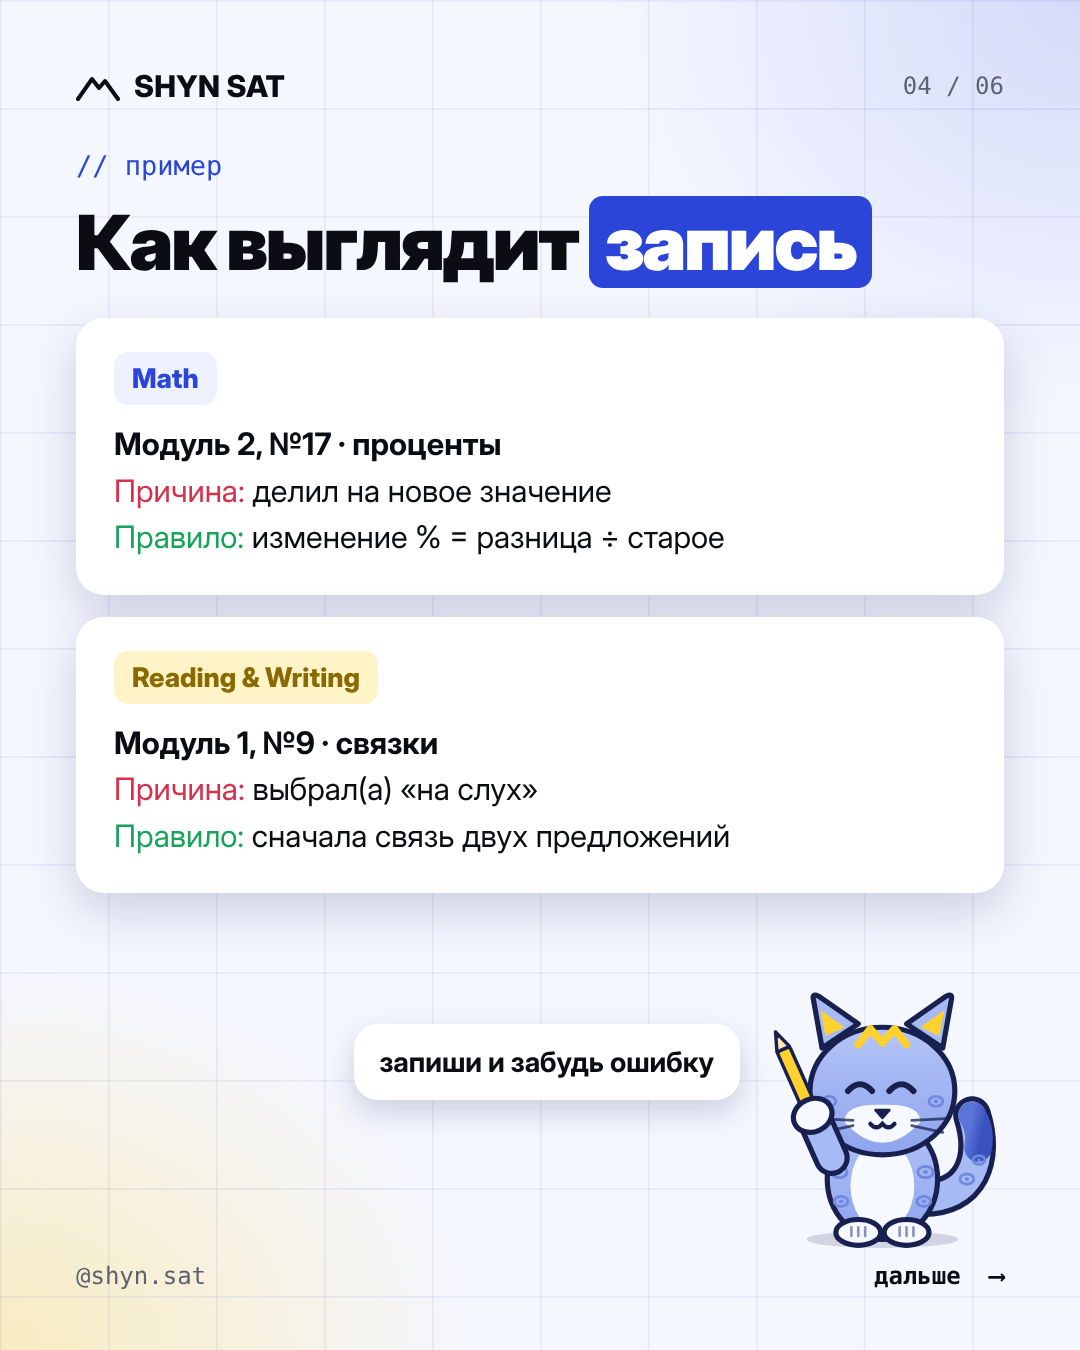 SHYN SAT
04 / 06
// пример
Как выглядит запись
Math
Модуль 2, №17 · проценты
Причина: делил на новое значение
Правило: изменение % = разница ÷ старое
Reading & Writing
Модуль 1, №9 · связки
Причина: выбрал(а) «на слух»
Правило: сначала связь двух предложений
запиши и забудь ошибку
@shyn.sat
дальше →